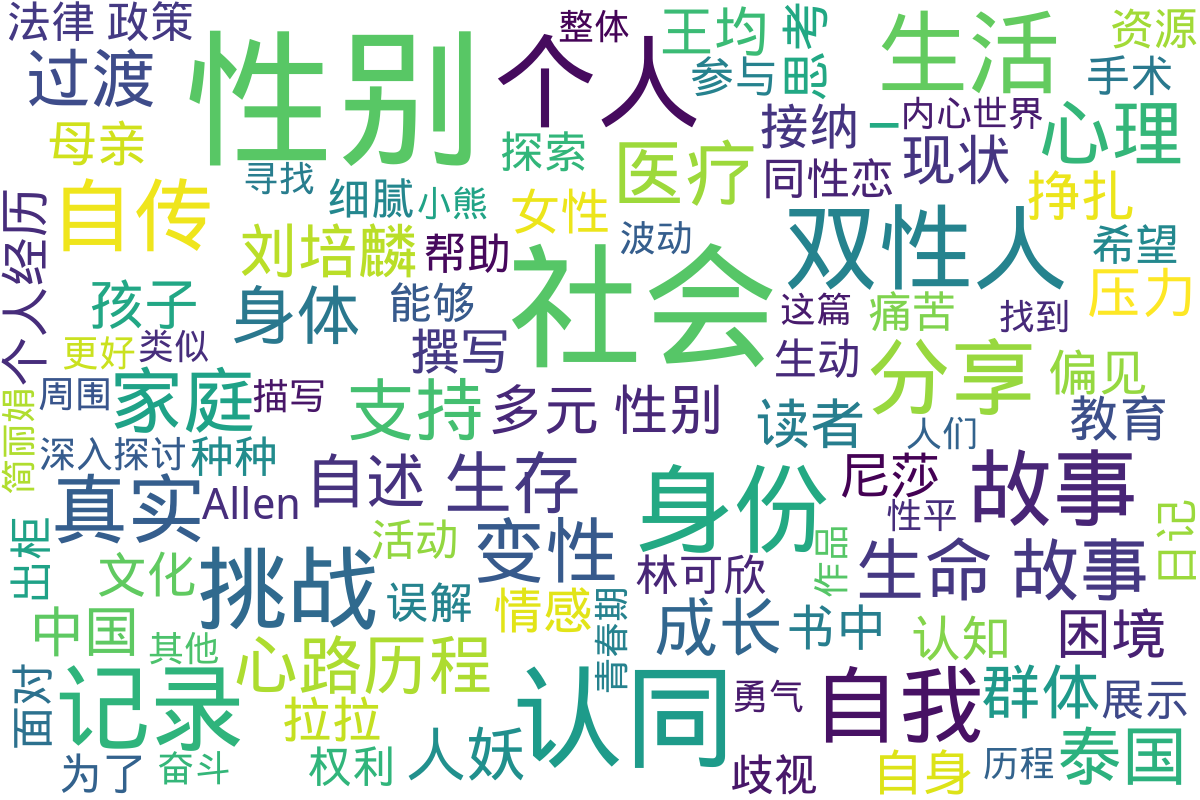 法律 政策
整体
王均
思考
生活
资源
过渡
性别
个人
参与
手术
母亲
探索
医疗
接纳
一
内心世界
心理
寻找
同性恋
现状
自传
细腻
小熊
女性
挣扎
个人经历
刘培麟
帮助
波动
社会
双性人
希望
孩子
身体
能够
这篇
痛苦
找到
压力
更好
类似
撰写
生动
分享
偏见
周围
家庭
描写
支持
多元 性别
读者
人们
教育
简丽娟
深入探讨
种种
自述
生存
尼莎
故事
真实
Allen
身份
性平
日记
出柜
文化
挑战
活动
变性
林可欣
作品
生命 故事
误解
情感
青春期
中国
其他
心路历程
成长
书中
认知
困境
面对
记录
拉拉
认同
勇气
自我
群体
展示
为了
奋斗
权利
人妖
歧视
自身
历程
泰国